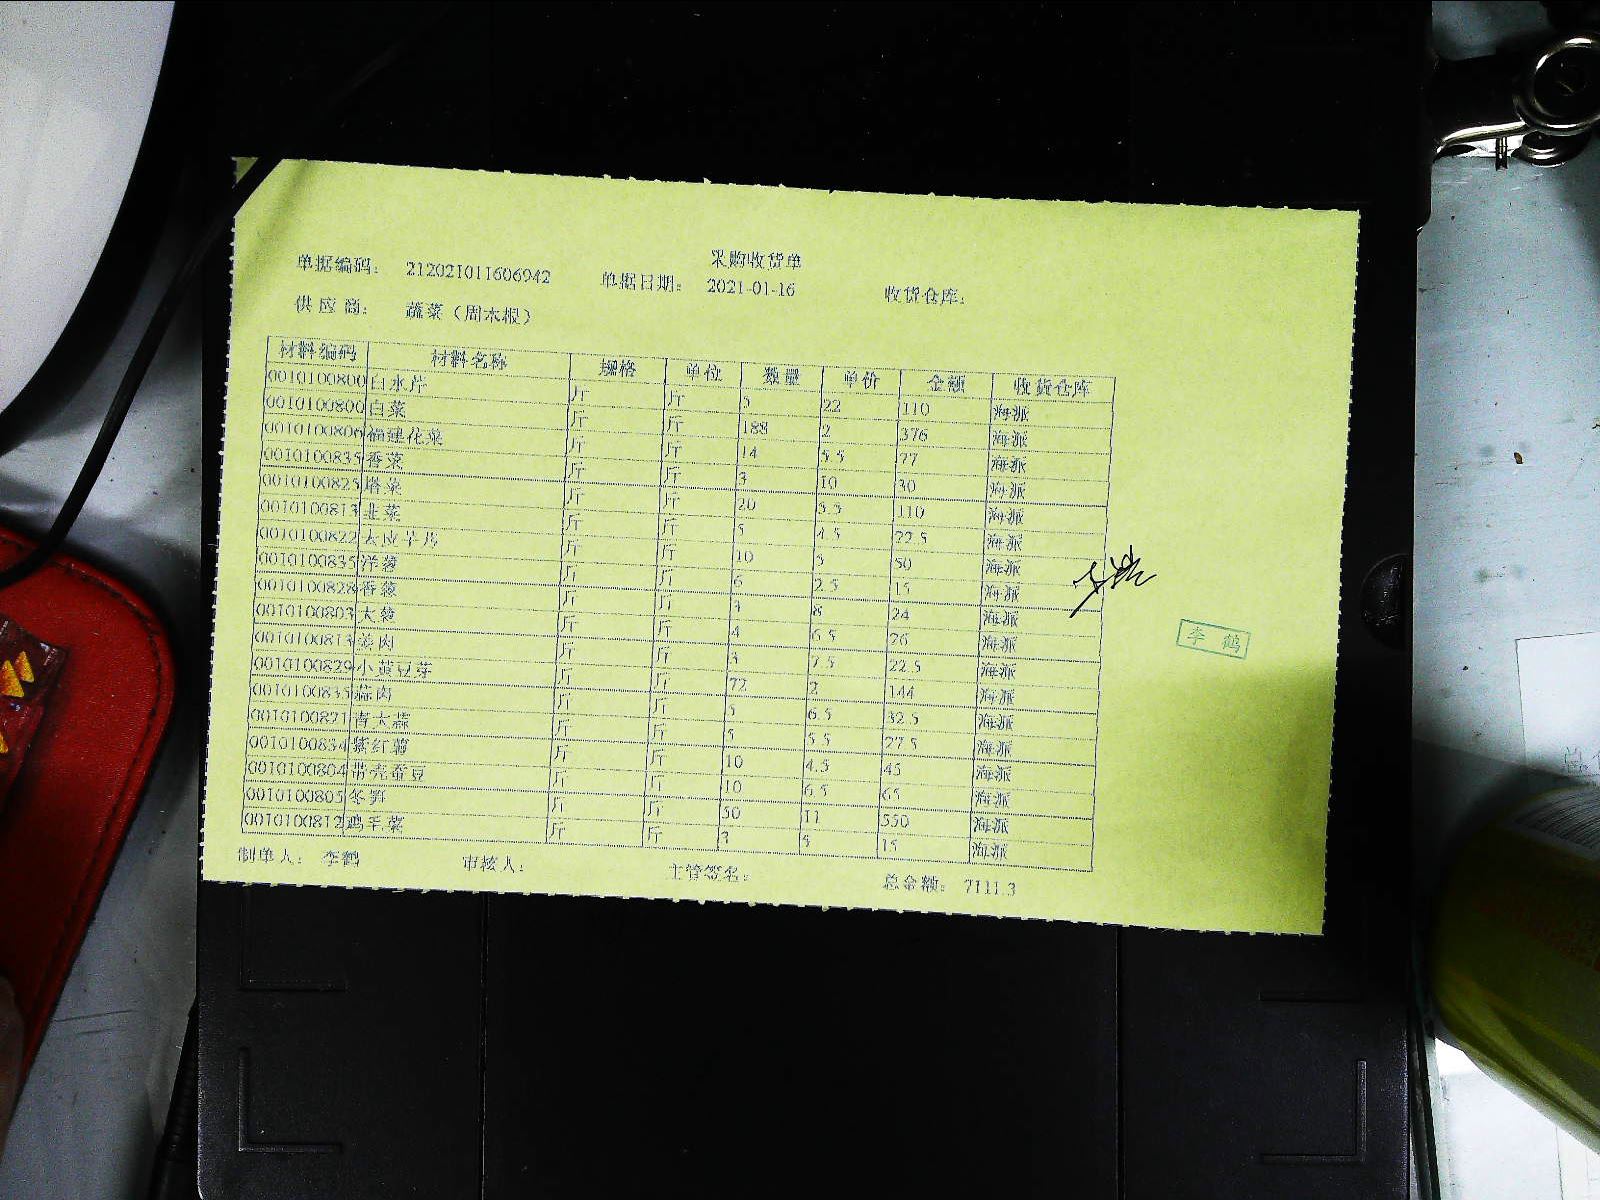 采购收货单
单据编码： 212021011606942 单据日期： 2021-01-16 收货仓库：
供 应 商： 蔬菜（周木根）
材料编码 材料名称 规格 单位 数量 单价 金额 收货仓库
0010100800 白水芹 斤 斤 5 22 110 海派
0010100800 白菜 斤 斤 188 2 376 海派
0010100806 福建花菜 斤 斤 14 5.5 77 海派
0010100835 香菜 斤 斤 3 10 30 海派
0010100825 塔菜 斤 斤 20 5.5 110 海派
0010100813 韭菜 斤 斤 5 4.5 22.5 海派
0010100822 斤 斤 10 5 50 海派
0010100835 洋葱 斤 斤 6 2.5 15 海派
0010100828 香葱 斤 斤 3 8 24 海派
0010100803 大葱 斤 斤 4 6.5 26 海派
0010100813 姜肉 斤 斤 3 7.5 22.5 海派
0010100829 小黄豆芽 斤 斤 72 2 144 海派
0010100835 蒜肉 斤 斤 5 6.5 32.5 海派
0010100821 青大蒜 斤 斤 5 5.5 27.5 海派
0010100834 紫红薯 斤 斤 10 4.5 45 海派
0010100804 带壳蚕豆 斤 斤 10 6.5 65 海派
0010100805 冬笋 斤 斤 50 11 550 海派
0010100812 鸡毛菜 斤 斤 3 5 15 海派
制单人： 李鹤 审核人： 主管签名： 总金额： 7111.3
李 鹤